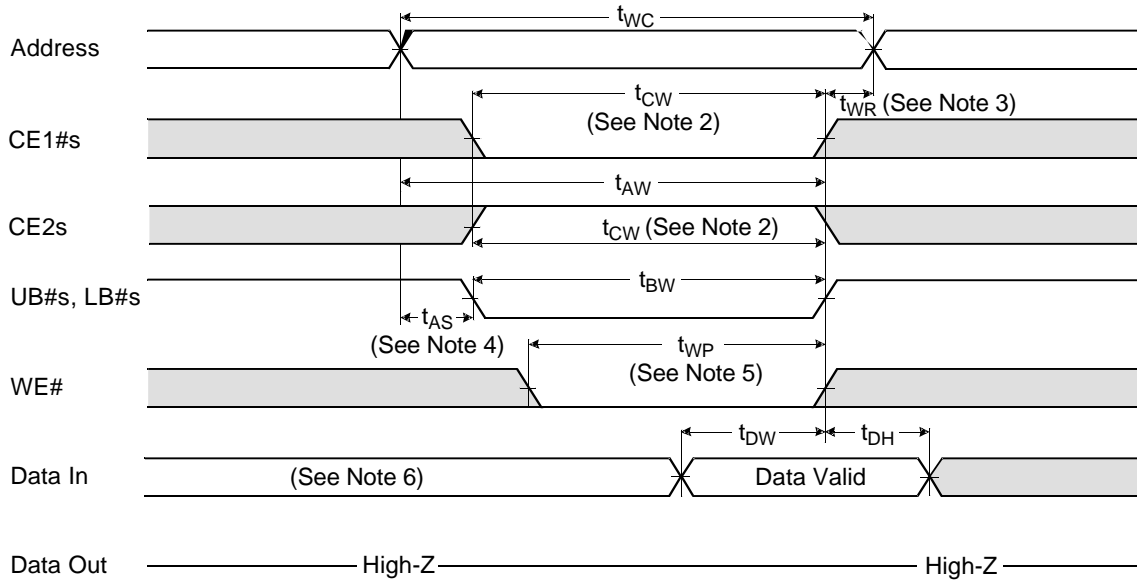 tWC
Address
tCW
(See Note 2)
tWR (See Note 3)
CE1#s
tAW
CE2s
tCW (See Note 2)
tBW
UB#s, LB#s
tAS
(See Note 4)
tWP
(See Note 5)
WE#
tDW
tDH
Data In
(See Note 6)
Data Valid
Data Out
High-Z
High-Z